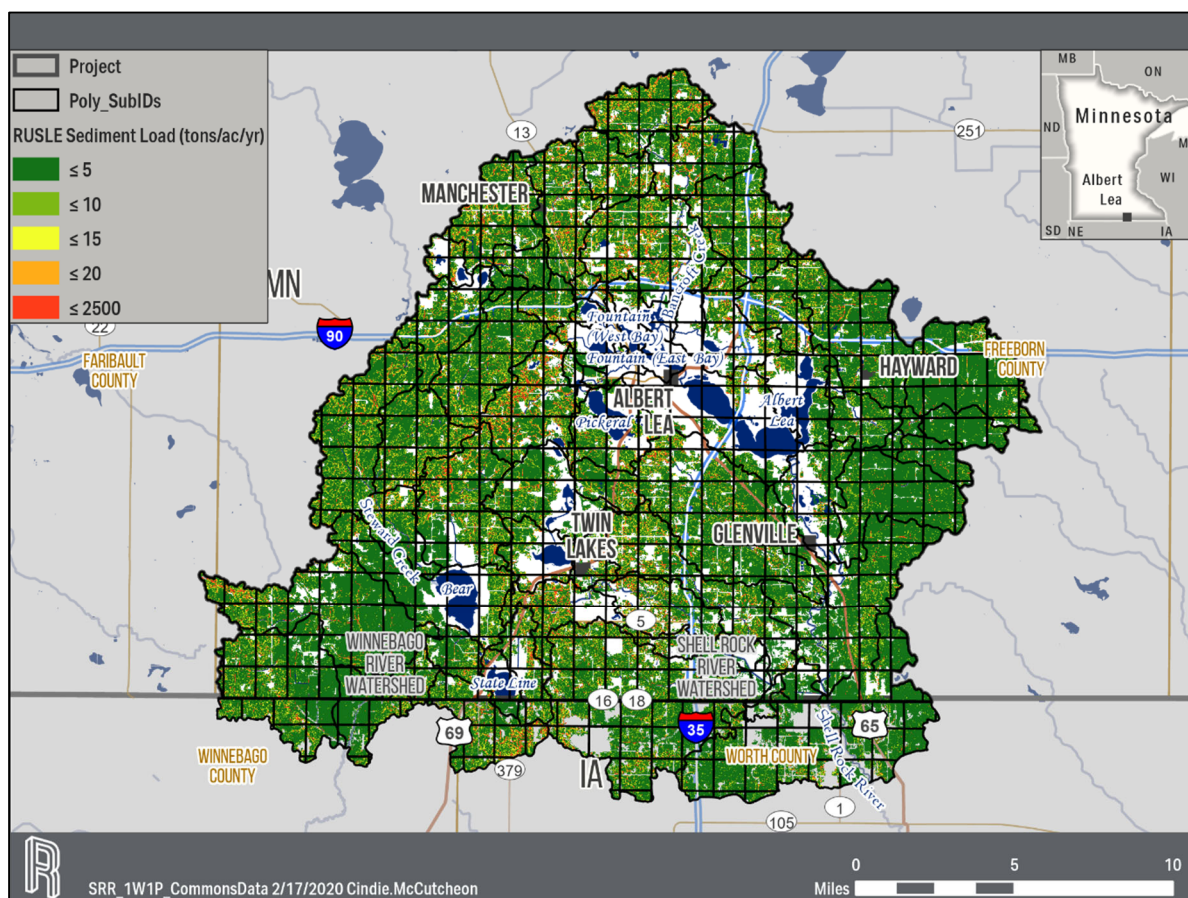 Project
Poly_SubIDs
RUSLE Sediment Load (tons/ac/yr)
≤ 5
≤ 10
≤ 15
≤ 20
≤ 2500
MB
ON
ND
Minnesota
M
WI
Albert
Lea
SD
NE
IA
13
251
MANCHESTER
MN
Bancroft Creek
Fountain
(West Bay)
Fountain (East Bay)
22
90
FARIBAULT
COUNTY
HAYWARD
FREEBORN
COUNTY
ALBERT
LEA
Pickeral
Albert
Lea
Steward Creek
TWIN
LAKES
GLENVILLE
Bear
5
WINNEBAGO
RIVER
WATERSHED
SHELL ROCK
RIVER
WATERSHED
State Line
16
18
69
35
65
Shell Rock River
WINNEBAGO
COUNTY
WORTH COUNTY
379
IA
1
105
R
SRR_1W1P_CommonsData 2/17/2020 Cindie.McCutcheon
0
5
10
Miles